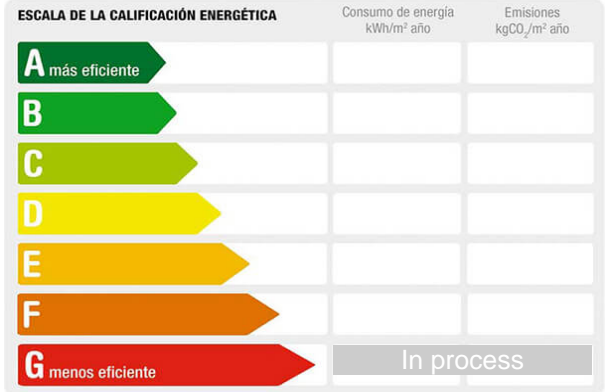 ESCALA DE LA CALIFICACIÓN ENERGÉTICA
Consumo de energía
kWh/m² año
Emisiones
kgCO₂/m² año
A más eficiente
B
C
D
E
F
G menos eficiente
In process